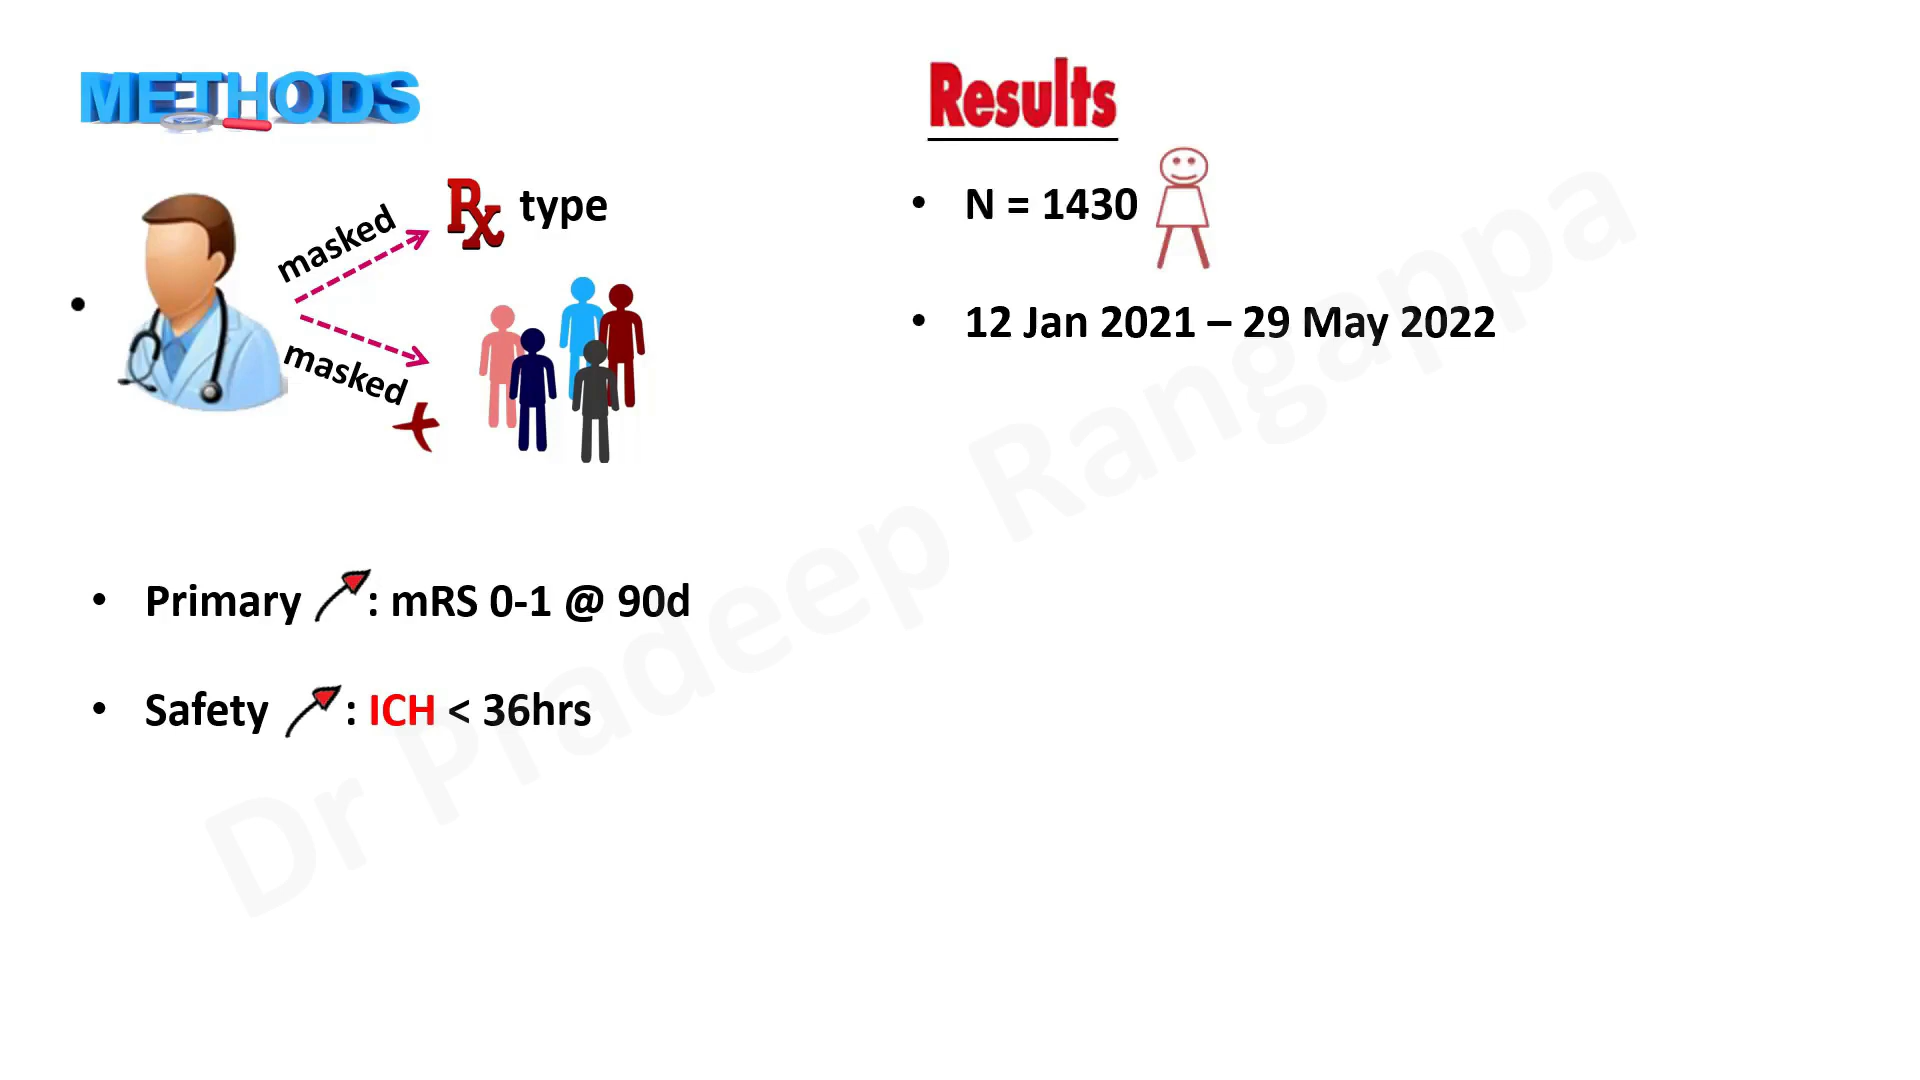 METHODS
masked
Rx type
masked
Primary : mRS 0-1 @ 90d
Safety : ICH < 36hrs
Results
N = 1430
12 Jan 2021 – 29 May 2022
Dr Pradeep Rangappa